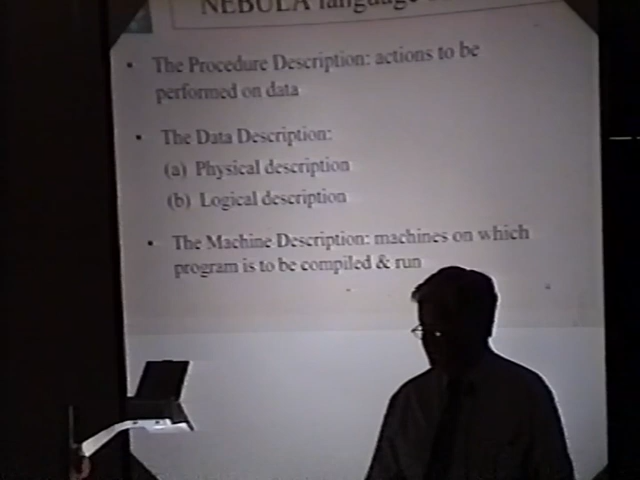 NEBULA language
• The Procedure Description: actions to be
performed on data
• The Data Description:
(a) Physical description
(b) Logical description
• The Machine Description: machines on which
program is to be compiled & run